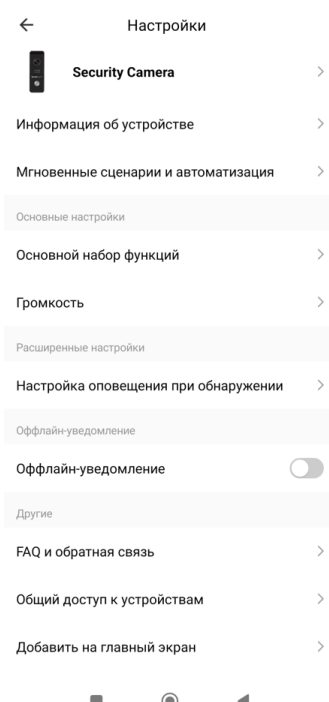 Настройки
Security Camera
Информация об устройстве
Мгновенные сценарии и автоматизация
Основные настройки
Основной набор функций
Громкость
Расширенные настройки
Настройка оповещения при обнаружении
Оффлайн-уведомление
Оффлайн-уведомление
Другие
FAQ и обратная связь
Общий доступ к устройствам
Добавить на главный экран